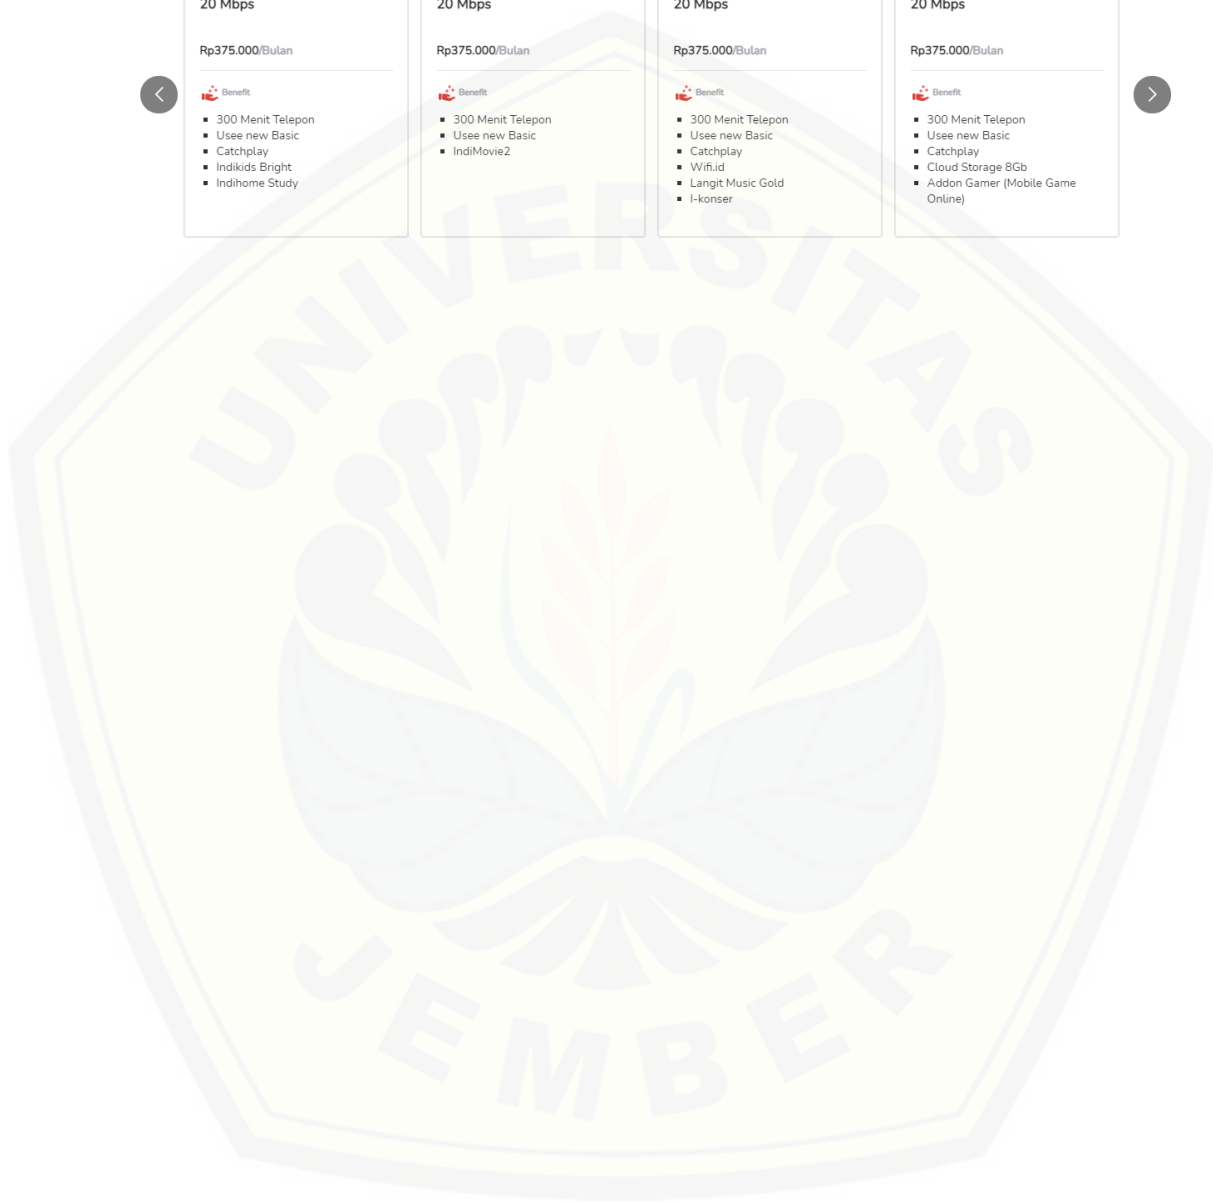 20 Mbps
Rp375.000/Bulan
Benefit
300 Menit Telepon
Usee new Basic
Catchplay
Indikids Bright
Indihome Study
20 Mbps
Rp375.000/Bulan
Benefit
300 Menit Telepon
Usee new Basic
IndiMovie2
20 Mbps
Rp375.000/Bulan
Benefit
300 Menit Telepon
Usee new Basic
Catchplay
Wifi.id
Langit Music Gold
I-konser
20 Mbps
Rp375.000/Bulan
Benefit
300 Menit Telepon
Usee new Basic
Catchplay
Cloud Storage 8Gb
Addon Gamer (Mobile Game
Online)
UNIVERSITAS
JEMBER